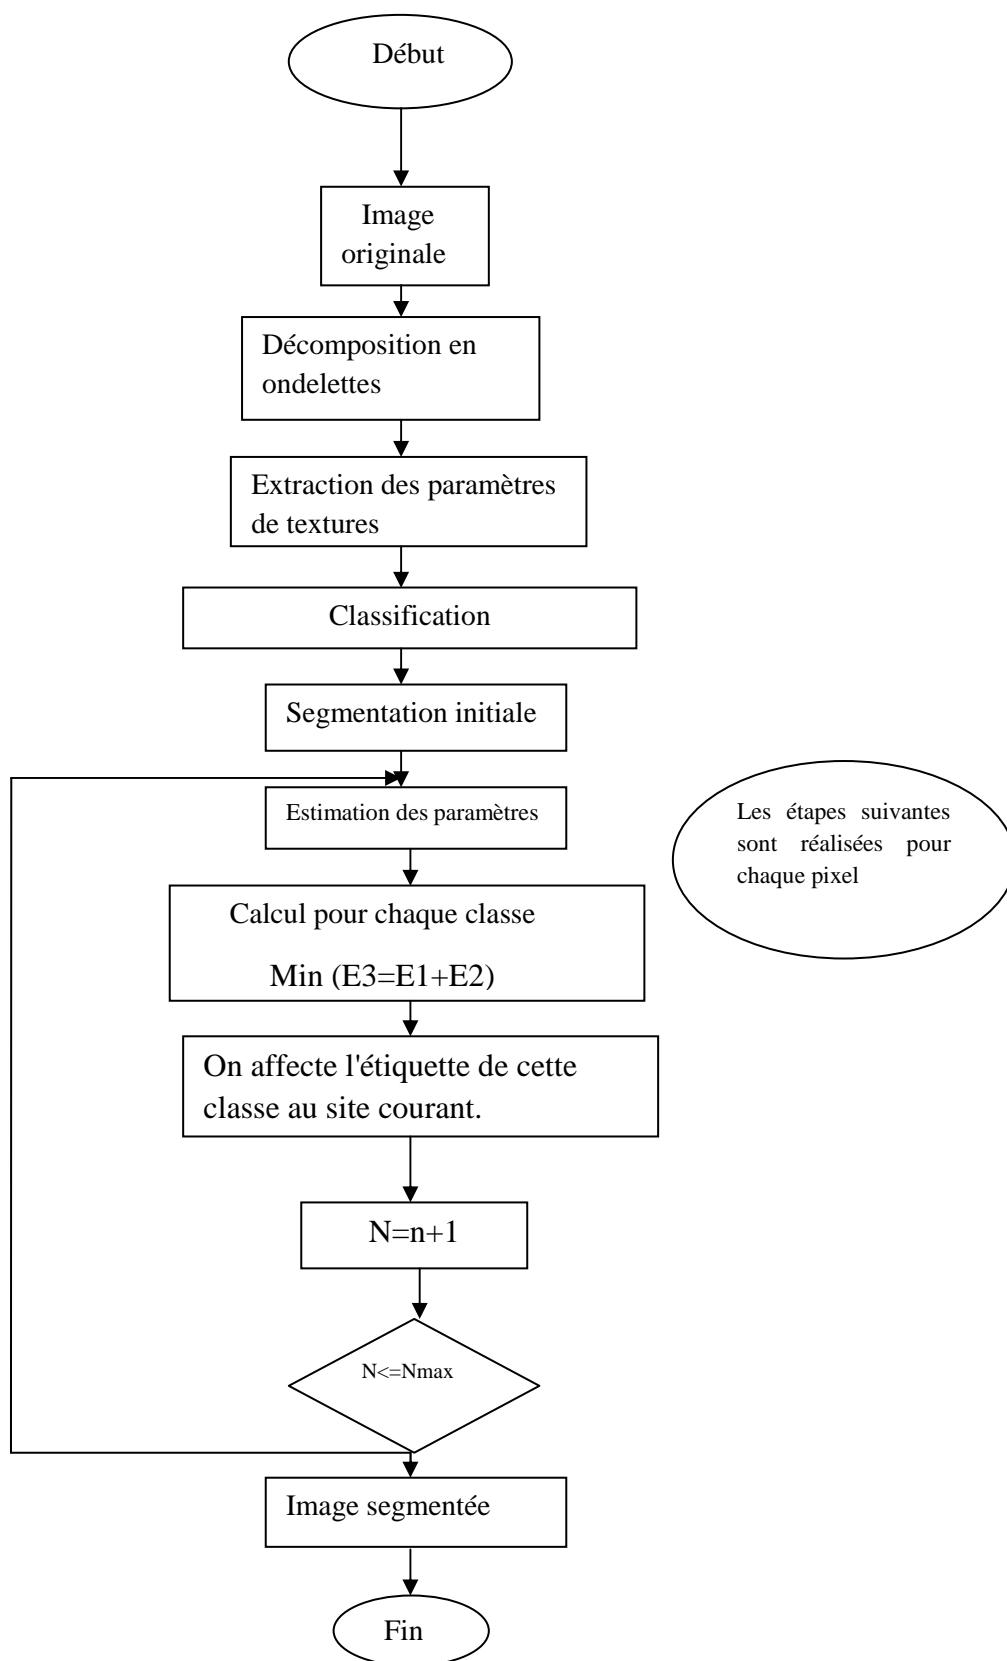 Début
Image
originale
Décomposition en
ondelettes
Extraction des paramètres
de textures
Classification
Segmentation initiale
Estimation des paramètres
Les étapes suivantes
sont réalisées pour
chaque pixel
Calcul pour chaque classe
Min (E3=E1+E2)
On affecte l'étiquette de cette
classe au site courant.
N=n+1
N<=Nmax
Image segmentée
Fin